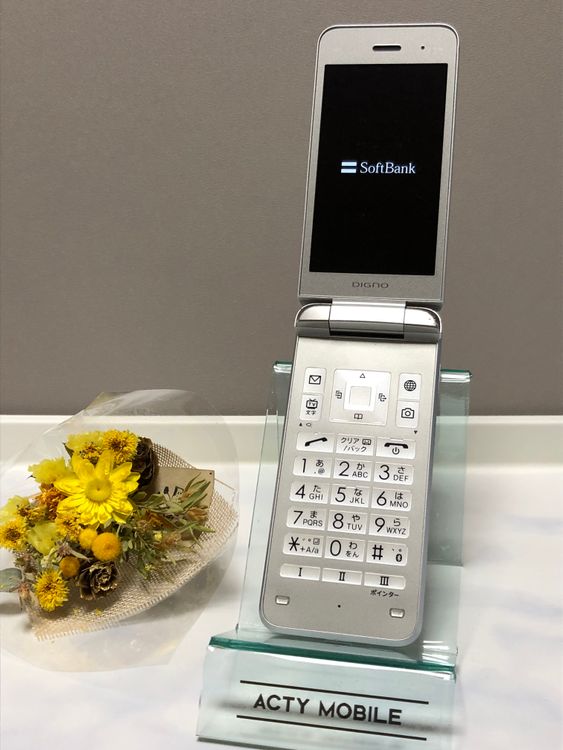 SoftBank
DIGNO
TV
文字
クリア
/バック
1 あ .@
2 か ABC
3 さ DEF
4 た GHI
5 な JKL
6 は MNO
7 ま PQRS
8 や TUV
9 ら WXYZ
* +A/a
0 わをん
#
I II III
ポインター
ACTY MOBILE